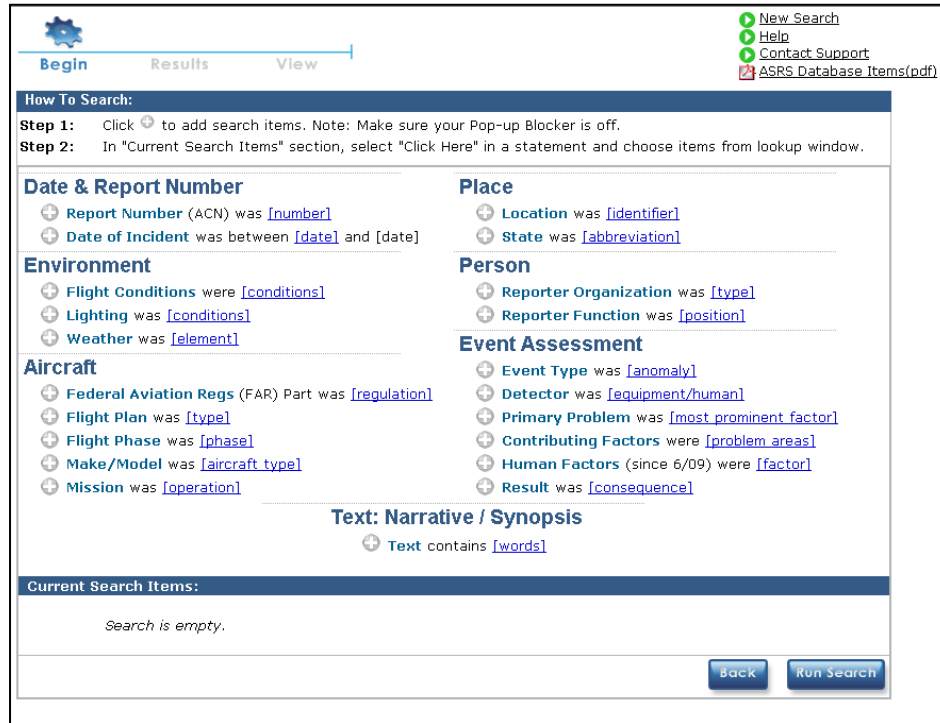 New Search
Help
Contact Support
ASRS Database Items(pdf)
Begin Results View
How To Search:
Step 1: Click to add search items. Note: Make sure your Pop-up Blocker is off.
Step 2: In "Current Search Items" section, select "Click Here" in a statement and choose items from lookup window.
Date & Report Number
Report Number (ACN) was [number]
Date of Incident was between [date] and [date]
Environment
Flight Conditions were [conditions]
Lighting was [conditions]
Weather was [element]
Aircraft
Federal Aviation Regs (FAR) Part was [regulation]
Flight Plan was [type]
Flight Phase was [phase]
Make/Model was [aircraft type]
Mission was [operation]
Place
Location was [identifier]
State was [abbreviation]
Person
Reporter Organization was [type]
Reporter Function was [position]
Event Assessment
Event Type was [anomaly]
Detector was [equipment/human]
Primary Problem was [most prominent factor]
Contributing Factors were [problem areas]
Human Factors (since 6/09) were [factor]
Result was [consequence]
Text: Narrative / Synopsis
Text contains [words]
Current Search Items:
Search is empty.
Back Run Search